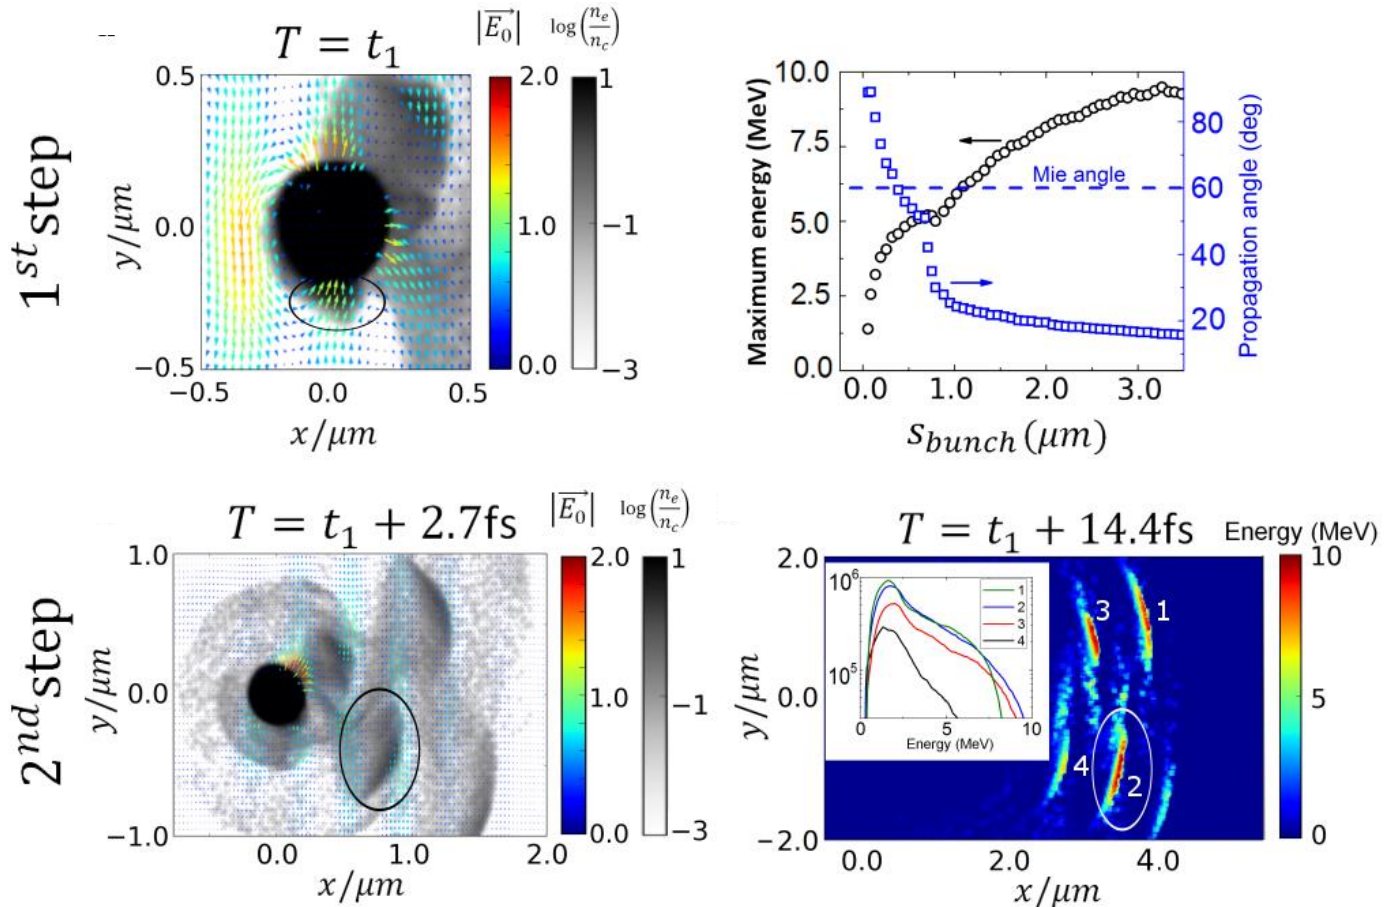 --
1st step
T = t1
|E0| log(ne/nc)
0.5
0.0
−0.5
−0.5 0.0 0.5
y/μm
x/μm
2.0
1.0
0.0
1
−1
−3
10.0
7.5
5.0
2.5
0.0
Maximum energy (MeV)
Mie angle
80
60
40
20
Propagation angle (deg)
0.0 1.0 2.0 3.0
sbunch (μm)
2nd step
T = t1 + 2.7fs
|E0| log(ne/nc)
1.0
0.0
−1.0
0.0 1.0 2.0
y/μm
x/μm
2.0
1.0
0.0
1
−1
−3
T = t1 + 14.4fs
Energy (MeV)
2.0
0.0
−2.0
0.0 2.0 4.0
y/μm
x/μm
10^6
10^5
0 5 10
Energy (MeV)
1
2
3
4
3 1
4 2
10
5
0